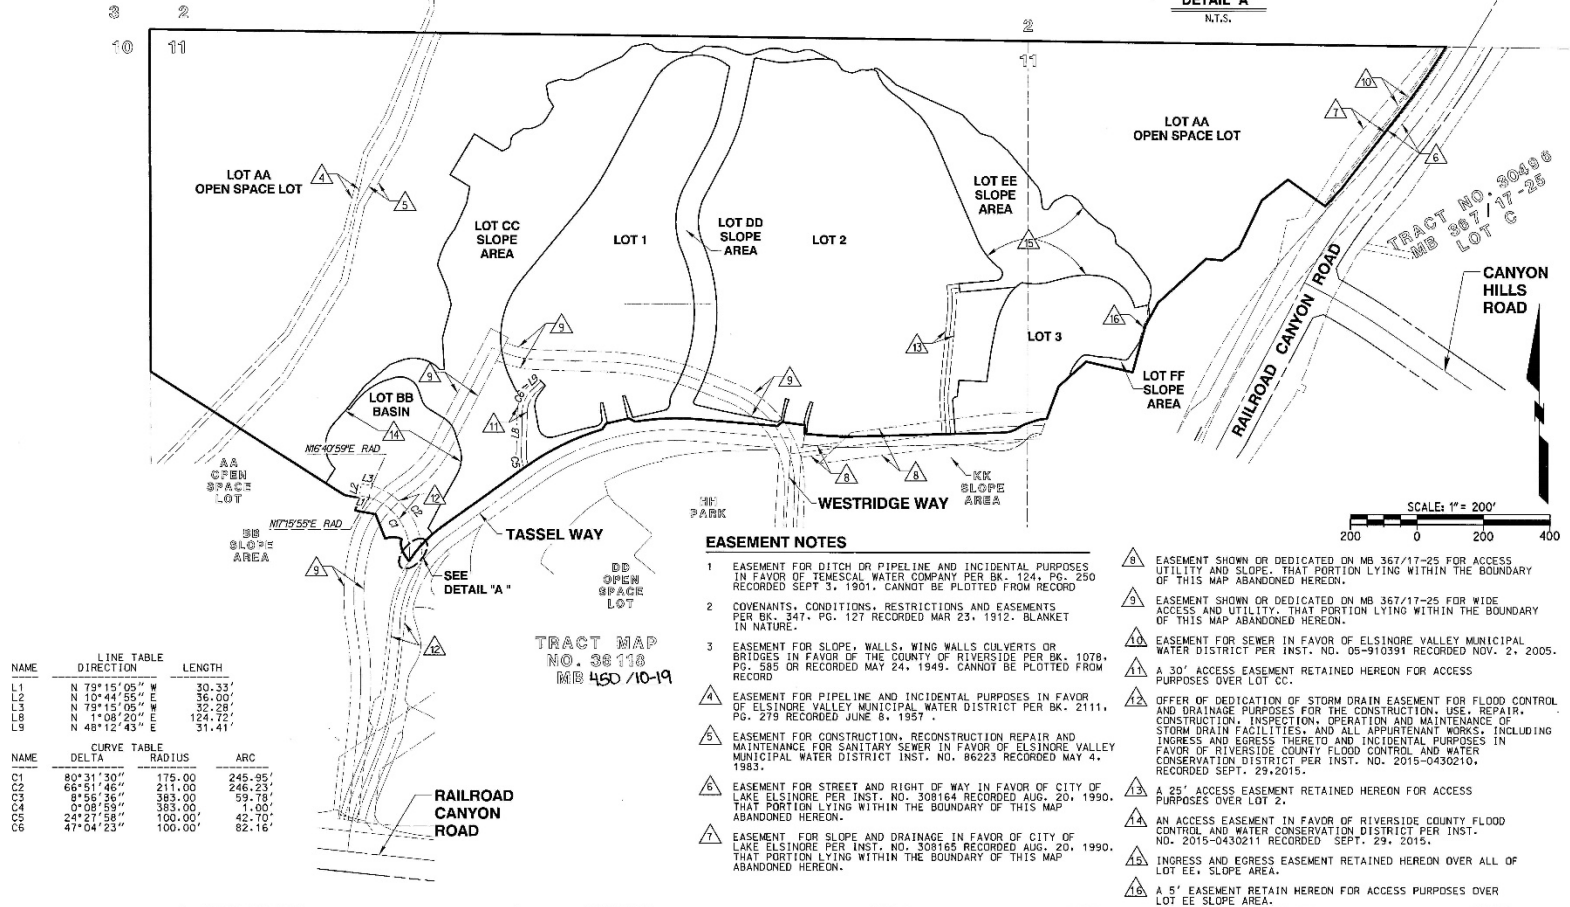 DETAIL "A"
N.T.S.
3 2
10 11
2
11
LOT AA
OPEN SPACE LOT
4
5
LOT CC
SLOPE
AREA
LOT 1
LOT DD
SLOPE
AREA
LOT 2
LOT EE
SLOPE
AREA
15
LOT AA
OPEN SPACE LOT
10
7
6
TRACT NO. 30496
MB 367/17-25
LOT C
CANYON
HILLS
ROAD
RAILROAD CANYON ROAD
9
13
16
LOT 3
LOT FF
SLOPE
AREA
9
LOT BB
BASIN
14
L9
C6
11
L8
C5
9
N16°40'59"E RAD
L3
L2
L1
12
C1
C2
N17°15'55"E RAD
AA
OPEN
SPACE
LOT
BB
SLOPE
AREA
9
8
8
KK
SLOPE
AREA
HH
PARK
WESTRIDGE WAY
TASSEL WAY
SEE
DETAIL "A"
DD
OPEN
SPACE
LOT
12
TRACT MAP
MB 450/10-19
RAILROAD
CANYON
ROAD
SCALE: 1"= 200'
200 0 200 400
LINE TABLE
NAME DIRECTION LENGTH
L1 N 79°15'05" W 30.33'
L2 N 10°44'55" E 36.00'
L3 N 79°15'05" W 32.28'
L8 N 1°08'20" E 124.72'
L9 N 48°12'43" E 31.41'
CURVE TABLE
NAME DELTA RADIUS ARC
C1 80°31'30" 175.00 245.95'
C2 66°51'46" 211.00 246.23'
C3 8°56'36" 383.00 59.78'
C4 0°08'59" 383.00 1.00'
C5 24°27'58" 100.00' 42.70'
C6 47°04'23" 100.00' 82.16'
EASEMENT NOTES
1 EASEMENT FOR DITCH OR PIPELINE AND INCIDENTAL PURPOSES
IN FAVOR OF TEMESCAL WATER COMPANY PER BK. 124, PG. 250
RECORDED SEPT 3, 1901. CANNOT BE PLOTTED FROM RECORD
2 COVENANTS, CONDITIONS, RESTRICTIONS AND EASEMENTS
PER BK. 347, PG. 127 RECORDED MAR 23, 1912. BLANKET
IN NATURE.
3 EASEMENT FOR SLOPE, WALLS, WING WALLS CULVERTS OR
BRIDGES IN FAVOR OF THE COUNTY OF RIVERSIDE PER BK. 1078,
PG. 585 OR RECORDED MAY 24, 1949. CANNOT BE PLOTTED FROM
RECORD
4 EASEMENT FOR PIPELINE AND INCIDENTAL PURPOSES IN FAVOR
OF ELSINORE VALLEY MUNICIPAL WATER DISTRICT PER BK. 2111,
PG. 279 RECORDED JUNE 8, 1957 .
5 EASEMENT FOR CONSTRUCTION, RECONSTRUCTION REPAIR AND
MAINTENANCE FOR SANITARY SEWER IN FAVOR OF ELSINORE VALLEY
MUNICIPAL WATER DISTRICT INST. NO. 86223 RECORDED MAY 4,
1983.
6 EASEMENT FOR STREET AND RIGHT OF WAY IN FAVOR OF CITY OF
LAKE ELSINORE PER INST. NO. 308164 RECORDED AUG. 20, 1990.
THAT PORTION LYING WITHIN THE BOUNDARY OF THIS MAP
ABANDONED HEREON.
7 EASEMENT FOR SLOPE AND DRAINAGE IN FAVOR OF CITY OF
LAKE ELSINORE PER INST. NO. 308165 RECORDED AUG. 20, 1990.
THAT PORTION LYING WITHIN THE BOUNDARY OF THIS MAP
ABANDONED HEREON.
8 EASEMENT SHOWN OR DEDICATED ON MB 367/17-25 FOR ACCESS
UTILITY AND SLOPE. THAT PORTION LYING WITHIN THE BOUNDARY
OF THIS MAP ABANDONED HEREON.
9 EASEMENT SHOWN OR DEDICATED ON MB 367/17-25 FOR WIDE
ACCESS AND UTILITY. THAT PORTION LYING WITHIN THE BOUNDARY
OF THIS MAP ABANDONED HEREON.
10 EASEMENT FOR SEWER IN FAVOR OF ELSINORE VALLEY MUNICIPAL
WATER DISTRICT PER INST. NO. 05-910391 RECORDED NOV. 2, 2005.
11 A 30' ACCESS EASEMENT RETAINED HEREON FOR ACCESS
PURPOSES OVER LOT CC.
12 OFFER OF DEDICATION OF STORM DRAIN EASEMENT FOR FLOOD CONTROL
AND DRAINAGE PURPOSES FOR THE CONSTRUCTION, USE, REPAIR,
CONSTRUCTION, INSPECTION, OPERATION AND MAINTENANCE OF
STORM DRAIN FACILITIES, AND ALL APPURTENANT WORKS, INCLUDING
INGRESS AND EGRESS THERETO AND INCIDENTAL PURPOSES IN
FAVOR OF RIVERSIDE COUNTY FLOOD CONTROL AND WATER
CONSERVATION DISTRICT PER INST. NO. 2015-0430210,
RECORDED SEPT. 29,2015.
13 A 25' ACCESS EASEMENT RETAINED HEREON FOR ACCESS
PURPOSES OVER LOT 2.
14 AN ACCESS EASEMENT IN FAVOR OF RIVERSIDE COUNTY FLOOD
CONTROL AND WATER CONSERVATION DISTRICT PER INST.
NO. 2015-0430211 RECORDED SEPT. 29, 2015.
15 INGRESS AND EGRESS EASEMENT RETAINED HEREON OVER ALL OF
LOT EE, SLOPE AREA.
16 A 5' EASEMENT RETAIN HEREON FOR ACCESS PURPOSES OVER
LOT EE SLOPE AREA.